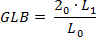 GLB = 2₀ · L₁ / L₀